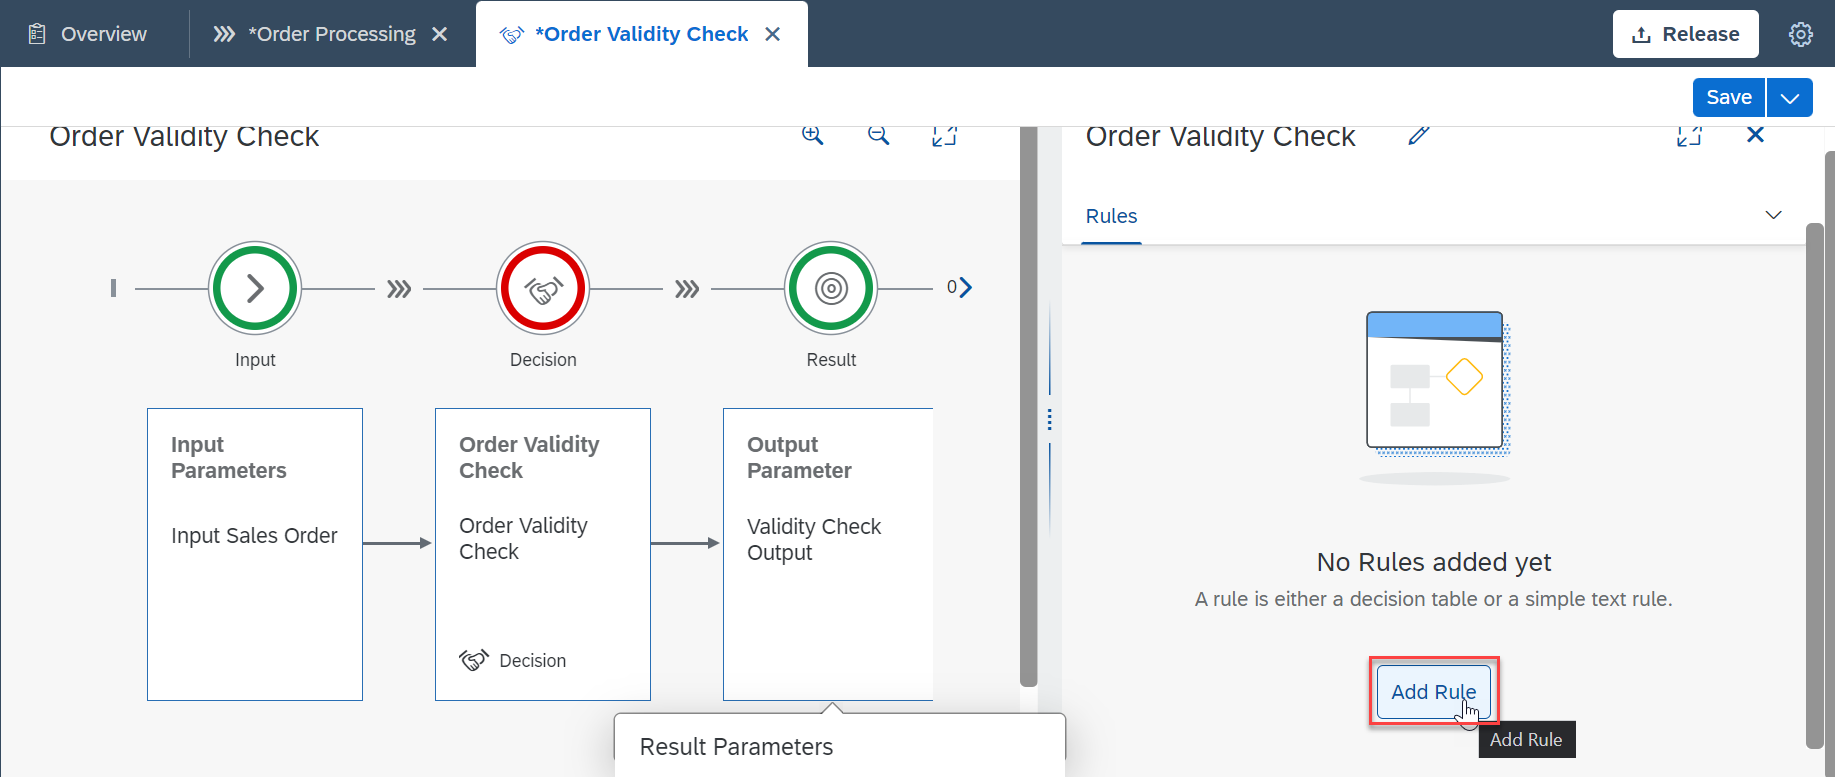 Overview
*Order Processing
*Order Validity Check
Release
Save
Order Validity Check
Order Validity Check
Rules
0
Input
Decision
Result
Input
Parameters
Input Sales Order
Order Validity
Check
Order Validity
Check
Decision
Output
Parameter
Validity Check
Output
Result Parameters
No Rules added yet
A rule is either a decision table or a simple text rule.
Add Rule
Add Rule